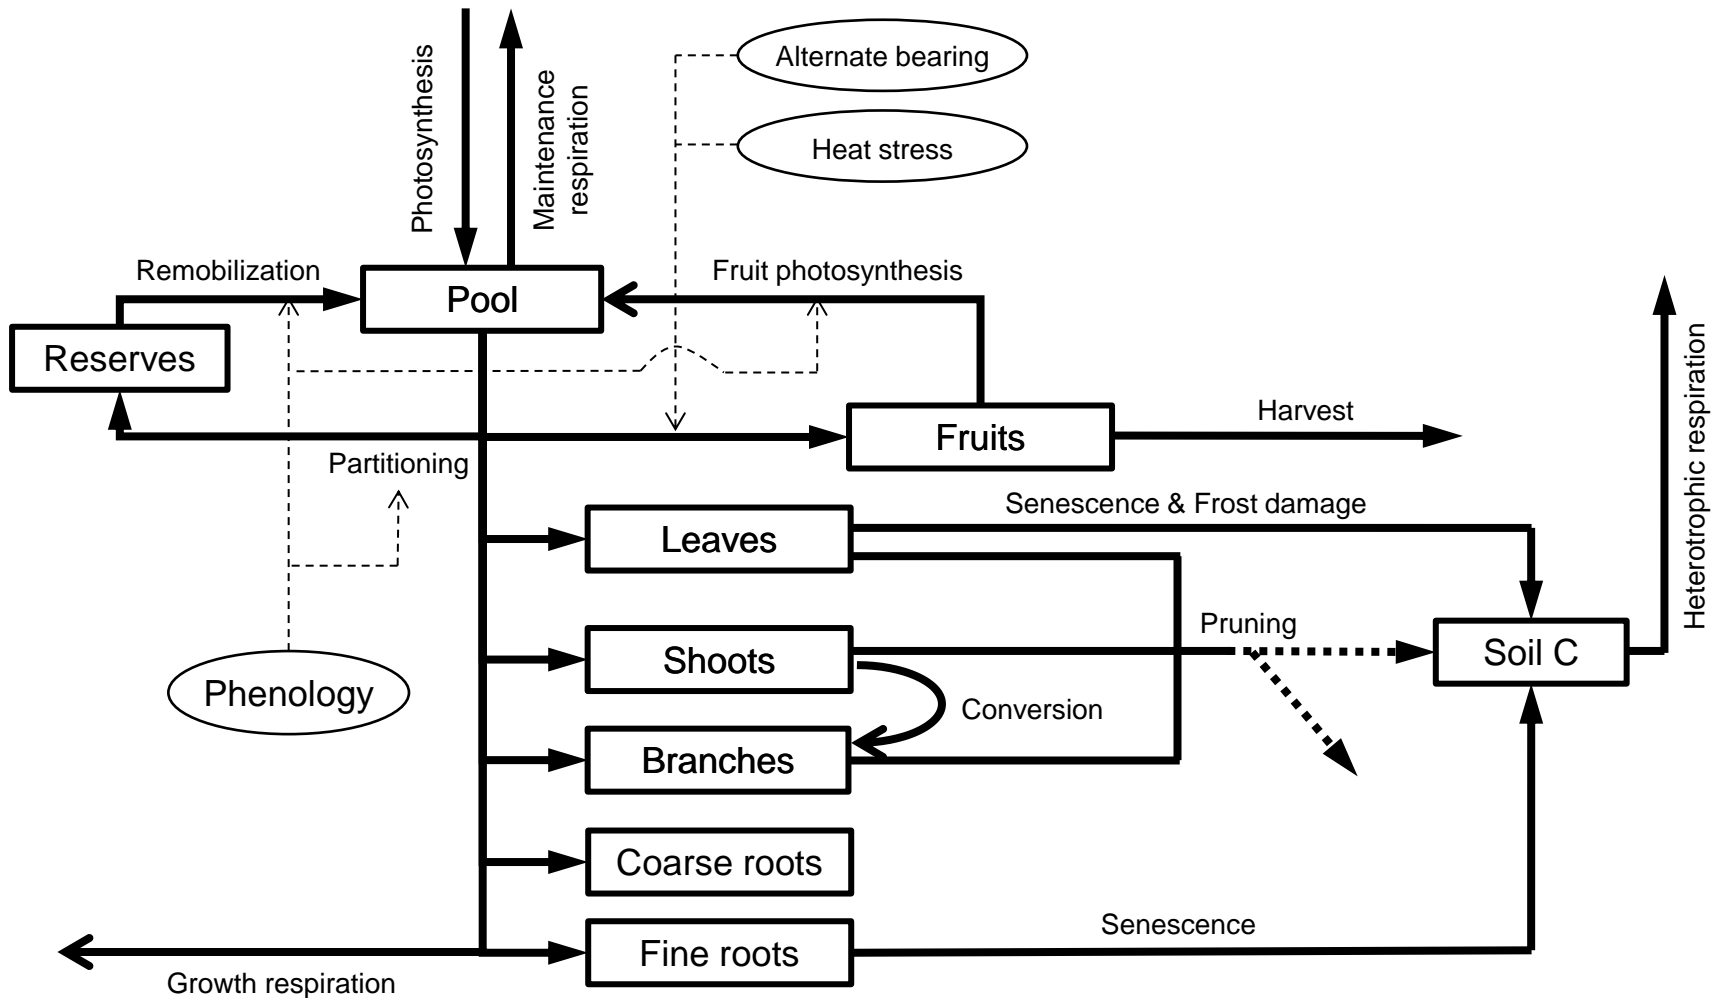 Photosynthesis
Maintenance
respiration
Alternate bearing
Heat stress
Remobilization
Pool
Fruit photosynthesis
Reserves
Fruits
Harvest
Heterotrophic respiration
Partitioning
Leaves
Senescence & Frost damage
Shoots
Pruning
Soil C
Phenology
Conversion
Branches
Coarse roots
Fine roots
Senescence
Growth respiration